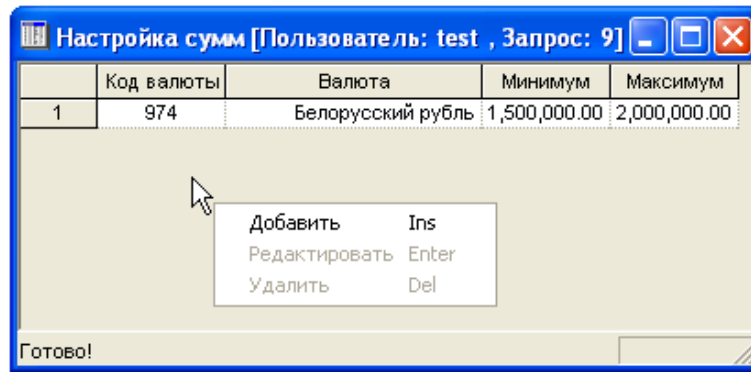 Настройка сумм [Пользователь: test , Запрос: 9]
Код валюты Валюта Минимум Максимум
1 974 Белорусский рубль 1,500,000.00 2,000,000.00
Добавить Ins
Редактировать Enter
Удалить Del
Готово!